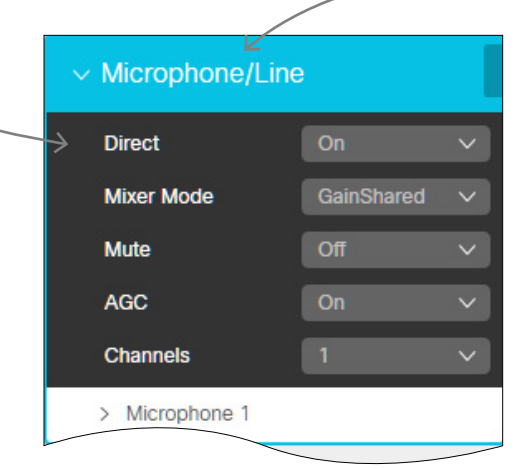 Microphone/Line
Direct On
Mixer Mode GainShared
Mute Off
AGC On
Channels 1
Microphone 1